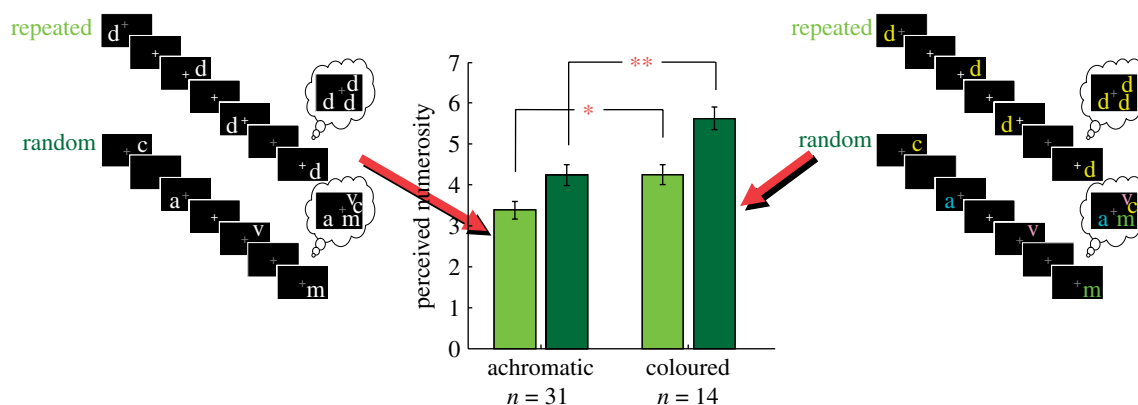 repeated
d
d
d
d
d
d d
d
random
c
a
v
m
v
c
a m
7
6
5
4
3
2
1
0
perceived numerosity
*
**
achromatic
n = 31
coloured
n = 14
repeated
d
d
d
d
d
d d
d
random
c
a
v
m
v
c
a m